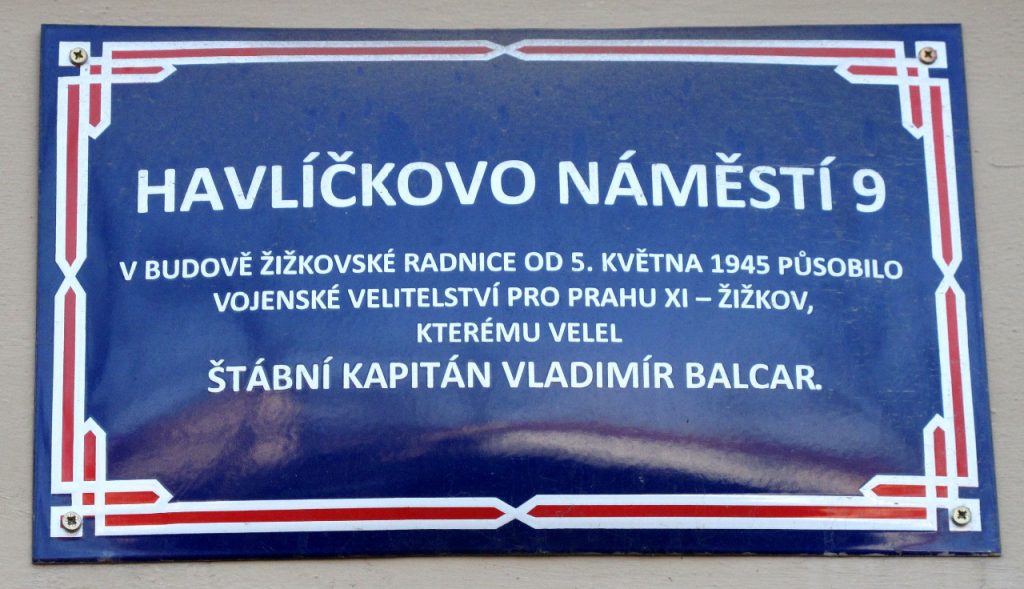 HAVLÍČKOVO NÁMĚSTÍ 9
V BUDOVĚ ŽIŽKOVSKÉ RADNICE OD 5. KVĚTNA 1945 PŮSOBILO
VOJENSKÉ VELITELSTVÍ PRO PRAHU XI – ŽIŽKOV,
KTERÉMU VELEL
ŠTÁBNÍ KAPITÁN VLADIMÍR BALCAR.